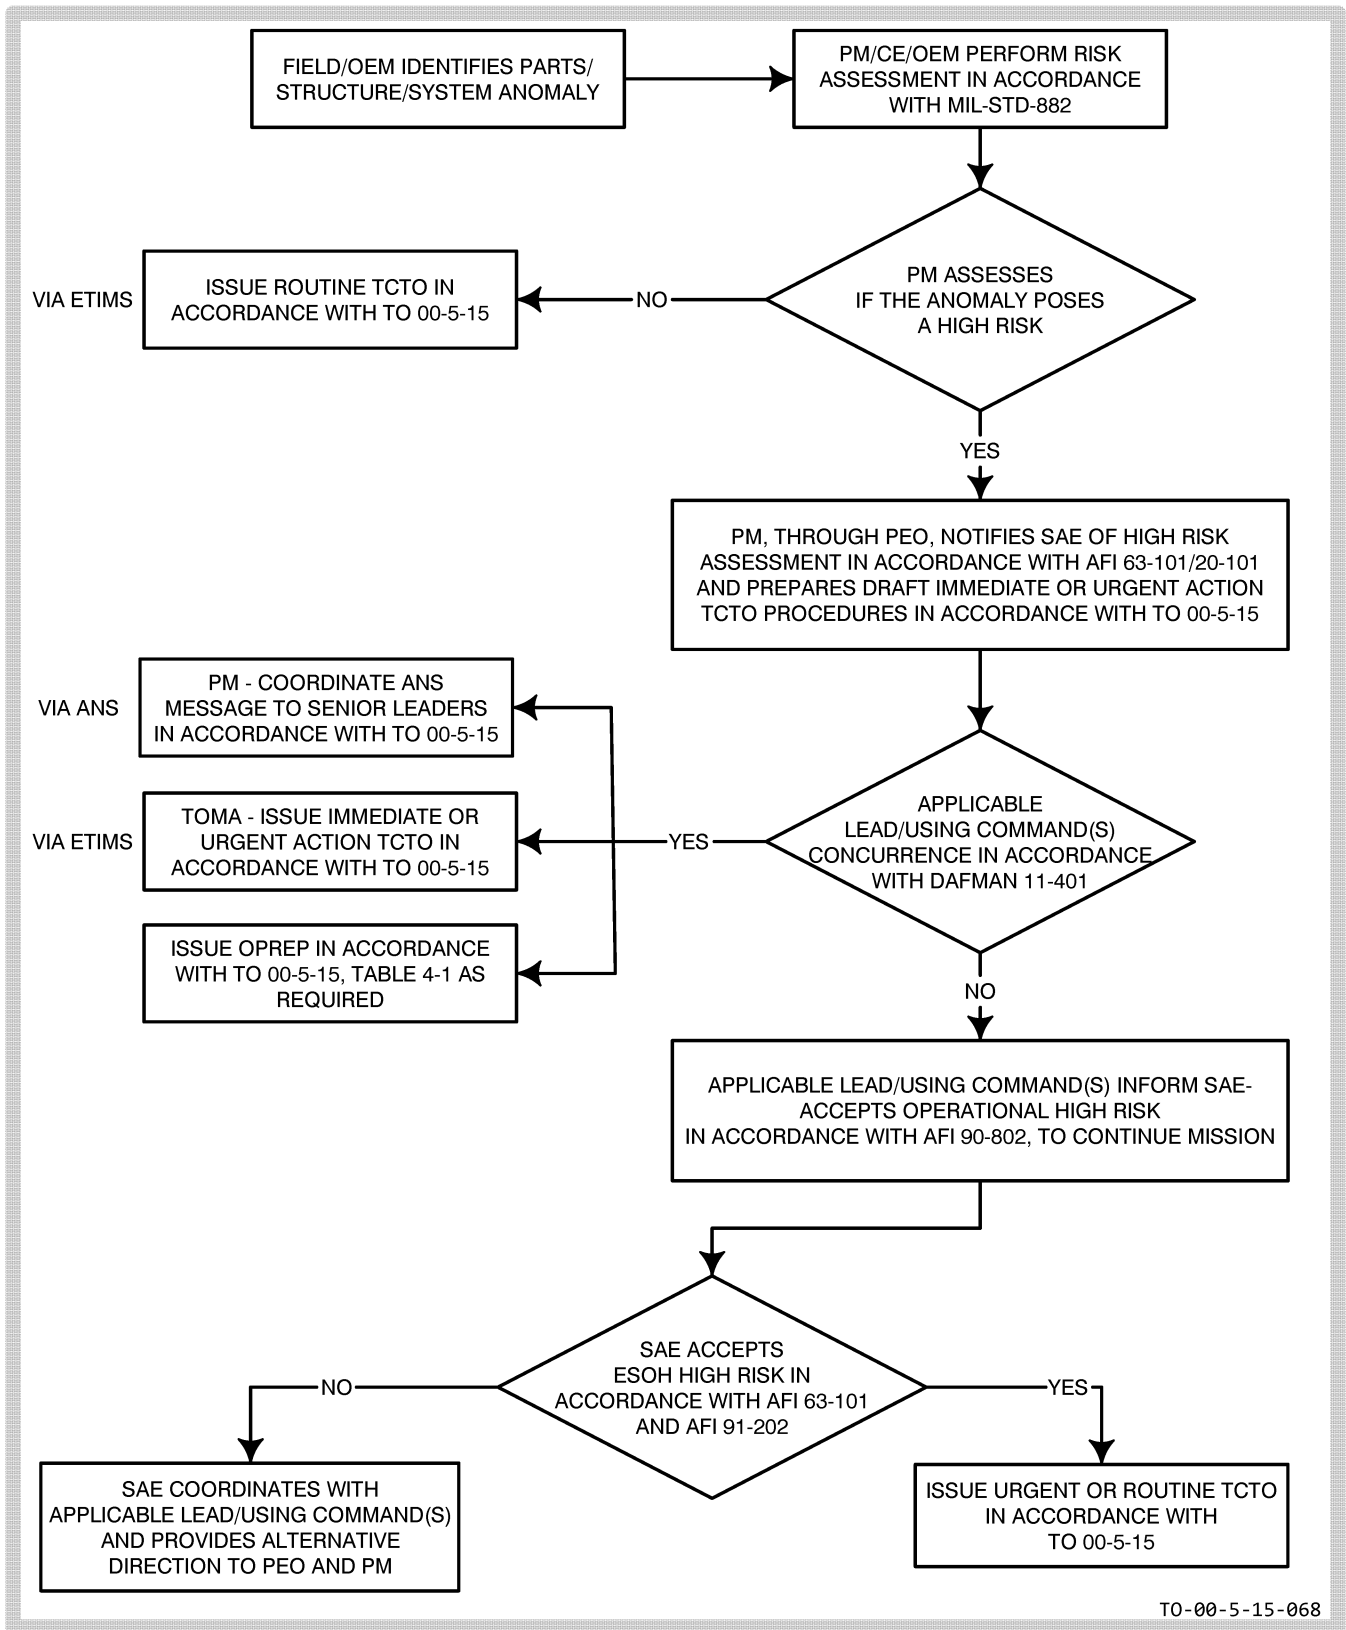 FIELD/OEM IDENTIFIES PARTS/
STRUCTURE/SYSTEM ANOMALY
PM/CE/OEM PERFORM RISK
ASSESSMENT IN ACCORDANCE
WITH MIL-STD-882
PM ASSESSES
IF THE ANOMALY POSES
A HIGH RISK
NO
ISSUE ROUTINE TCTO IN
ACCORDANCE WITH TO 00-5-15
VIA ETIMS
YES
PM, THROUGH PEO, NOTIFIES SAE OF HIGH RISK
ASSESSMENT IN ACCORDANCE WITH AFI 63-101/20-101
AND PREPARES DRAFT IMMEDIATE OR URGENT ACTION
TCTO PROCEDURES IN ACCORDANCE WITH TO 00-5-15
APPLICABLE
LEAD/USING COMMAND(S)
CONCURRENCE IN ACCORDANCE
WITH DAFMAN 11-401
YES
VIA ANS
PM - COORDINATE ANS
MESSAGE TO SENIOR LEADERS
IN ACCORDANCE WITH TO 00-5-15
VIA ETIMS
TOMA - ISSUE IMMEDIATE OR
URGENT ACTION TCTO IN
ACCORDANCE WITH TO 00-5-15
ISSUE OPREP IN ACCORDANCE
WITH TO 00-5-15, TABLE 4-1 AS
REQUIRED
NO
APPLICABLE LEAD/USING COMMAND(S) INFORM SAE-
ACCEPTS OPERATIONAL HIGH RISK
IN ACCORDANCE WITH AFI 90-802, TO CONTINUE MISSION
SAE ACCEPTS
ESOH HIGH RISK IN
ACCORDANCE WITH AFI 63-101
AND AFI 91-202
NO
SAE COORDINATES WITH
APPLICABLE LEAD/USING COMMAND(S)
AND PROVIDES ALTERNATIVE
DIRECTION TO PEO AND PM
YES
ISSUE URGENT OR ROUTINE TCTO
IN ACCORDANCE WITH
TO 00-5-15
TO-00-5-15-068